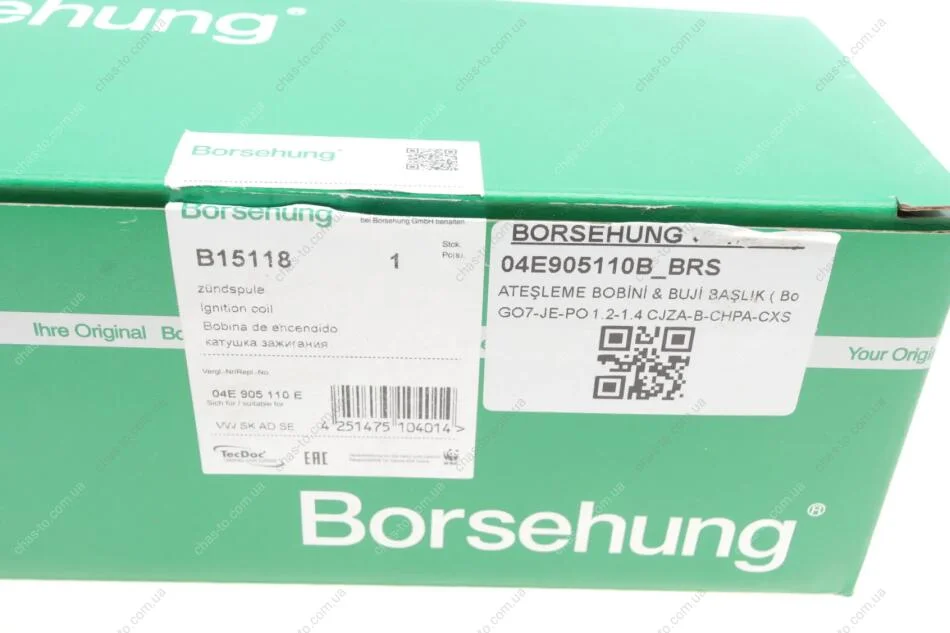 Borsehung®
Borsehung
Borsehung
bei Borsehung GmbH
B15118
1
Stck.
Pc(s).
zündspule
Ignition coil
Bobina de encendido
катушка зажигания
Vergl.-Nr/Repl.-No.
04E 905 110 E
Sich für / suitable for
VW SK AD SE
4 251475 104014 >
TecDoc
EAC
BORSEHUNG
04E905110B_BRS
ATEŞLEME BOBİNİ & BUJİ BAŞLIK ( Bo
GO7-JE-PO 1.2-1.4 CJZA-B-CHPA-CXS
Ihre Original
Your Origi
Borsehung®
chas-to.com.ua